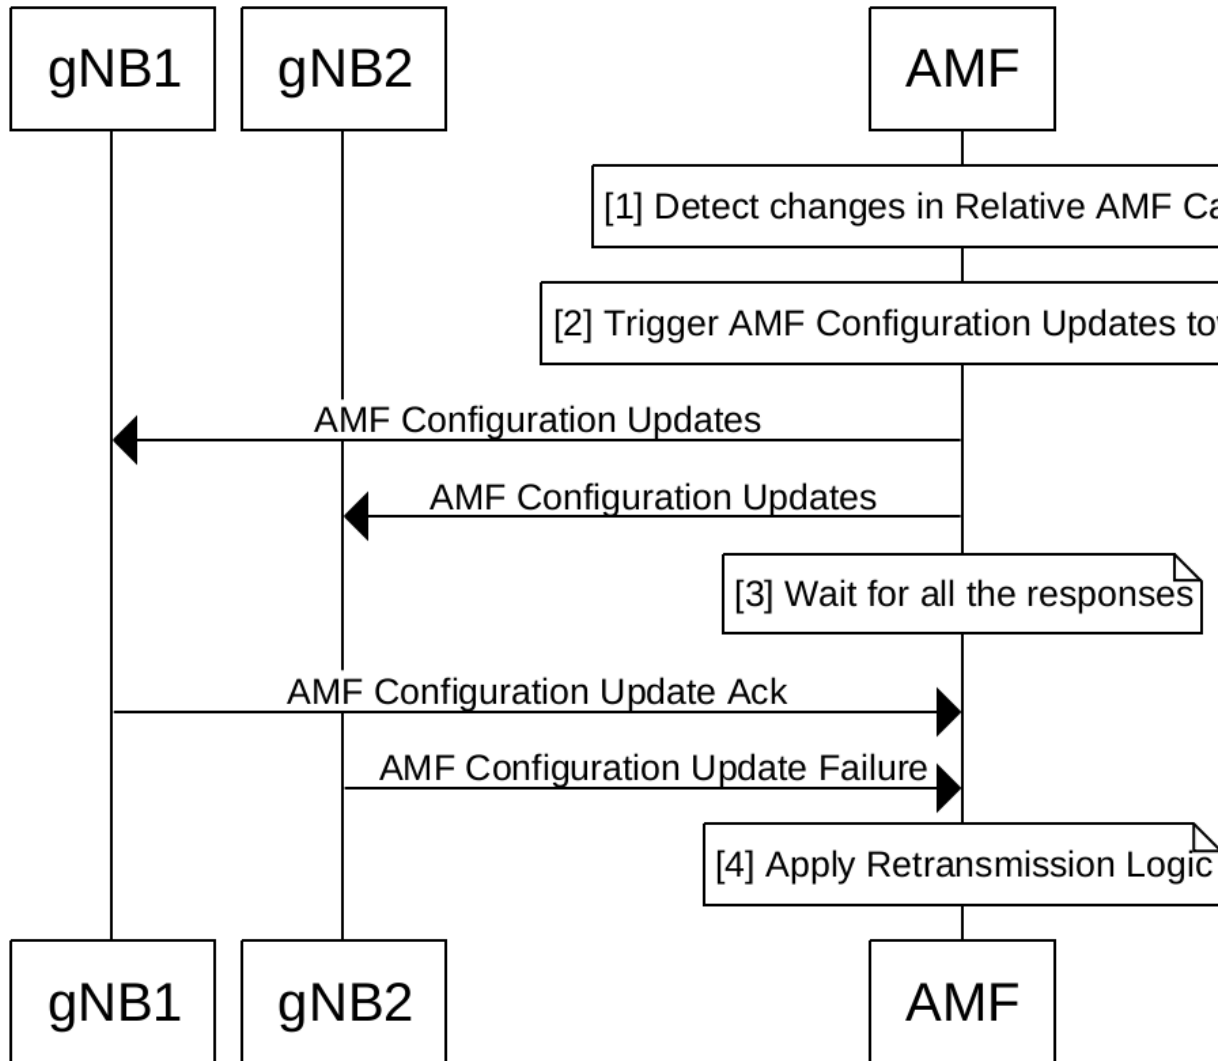 gNB1 gNB2 AMF
[1] Detect changes in Relative AMF
[2] Trigger AMF Configuration Updates
AMF Configuration Updates
AMF Configuration Updates
[3] Wait for all the responses
AMF Configuration Update Ack
AMF Configuration Update Failure
[4] Apply Retransmission Logic
gNB1 gNB2 AMF